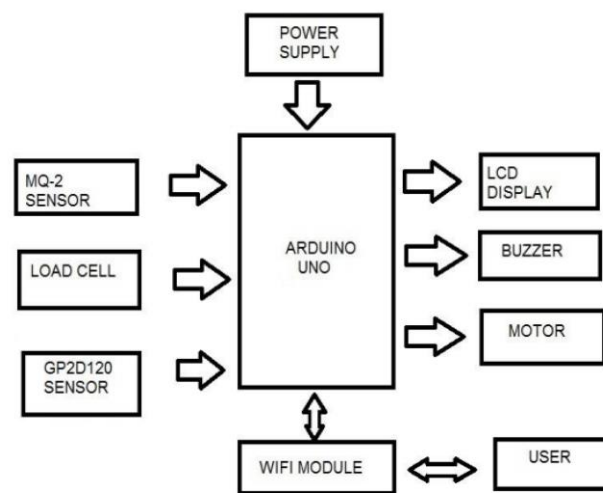 POWER
SUPPLY
MQ-2
SENSOR
LOAD CELL
GP2D120
SENSOR
ARDUINO
UNO
LCD
DISPLAY
BUZZER
MOTOR
WIFI MODULE
USER